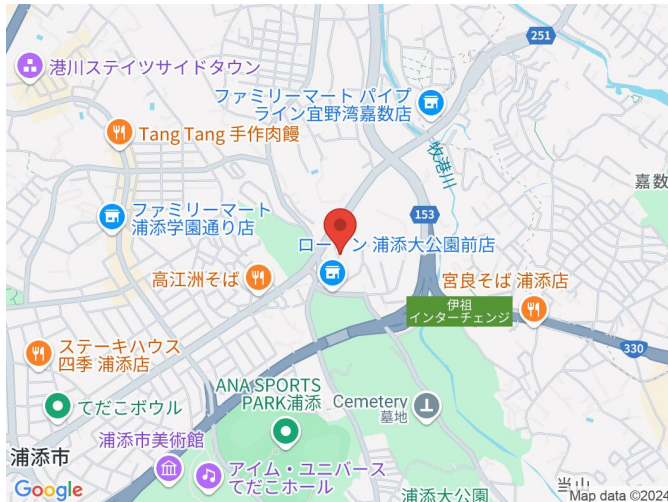 251
港川ステイツサイドタウン
ファミリーマート パイプ
ライン宜野湾嘉数店
Tang Tang 手作肉饅
牧港川
嘉数
ファミリーマート
浦添学園通り店
153
ローソン 浦添大公園前店
高江洲そば
宮良そば 浦添店
伊祖
インターチェンジ
330
ステーキハウス
四季 浦添店
てだこボウル
ANA SPORTS
PARK浦添
Cemetery
墓地
浦添市美術館
浦添市
アイム・ユニバース
てだこホール
浦添大公園
当山
Google
Map data ©2024